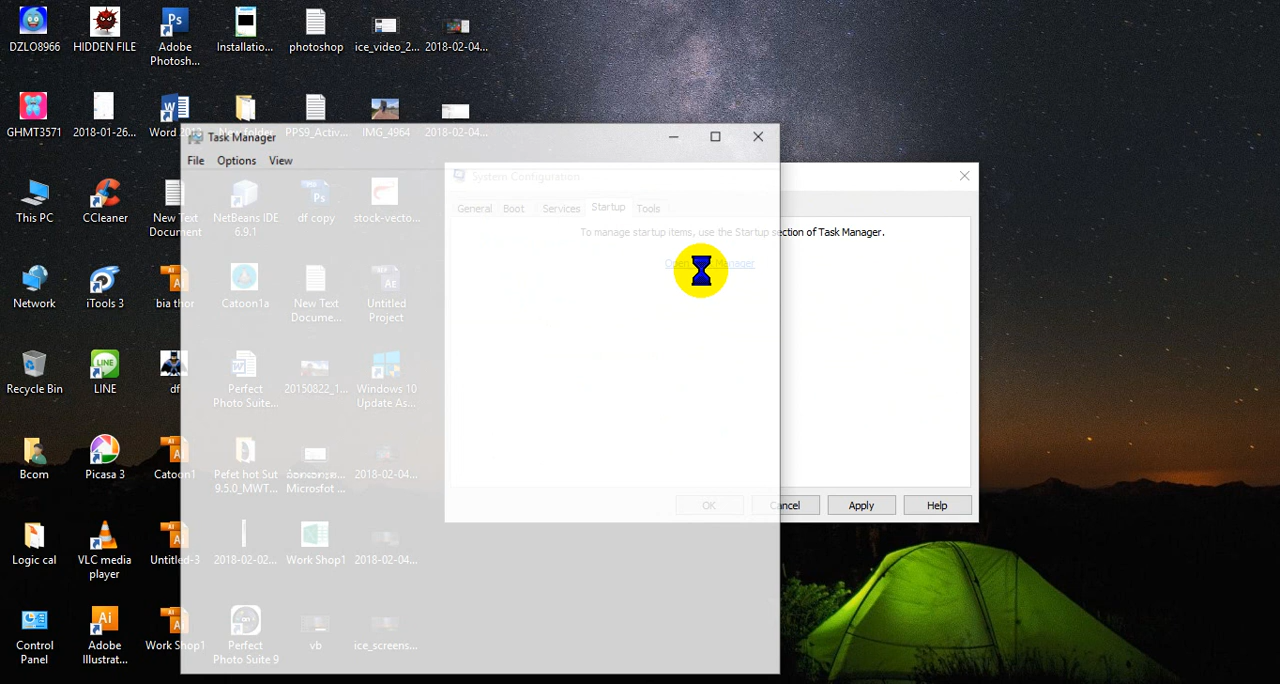 DZLO8966
HIDDEN FILE
Adobe
Photosh...
Installatio...
photoshop
ice_video_2...
2018-02-04...
GHMT3571
2018-01-26...
Word 2013
New folder
PPS9_Activ...
IMG_4964
2018-02-04...
Task Manager
File
Options
View
System Configuration
General
Boot
Services
Startup
Tools
To manage startup items, use the Startup section of Task Manager.
Manager
OK
Cancel
Apply
Help
This PC
CCleaner
New Text
Document
NetBeans IDE
6.9.1
df copy
stock-vecto...
Network
iTools 3
bia thor
Catoon1a
New Text
Docume...
Untitled
Project
Recycle Bin
LINE
df
Perfect
Photo Suite...
20150822_1...
Windows 10
Update As...
Bcom
Picasa 3
Catoon1
Pefet hot Sut
9.5.0_MWT...
Microsfot ...
2018-02-04...
Logic cal
VLC media
player
Untitled-3
2018-02-02...
Work Shop1
2018-02-04...
Control
Panel
Adobe
Illustrat...
Work Shop1
Perfect
Photo Suite 9
vb
ice_screens...